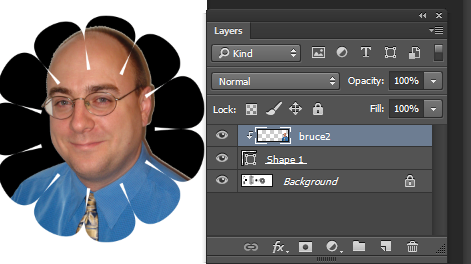 Layers
Kind
Normal Opacity: 100%
Lock: Fill: 100%
bruce2
Shape 1
Background
fx